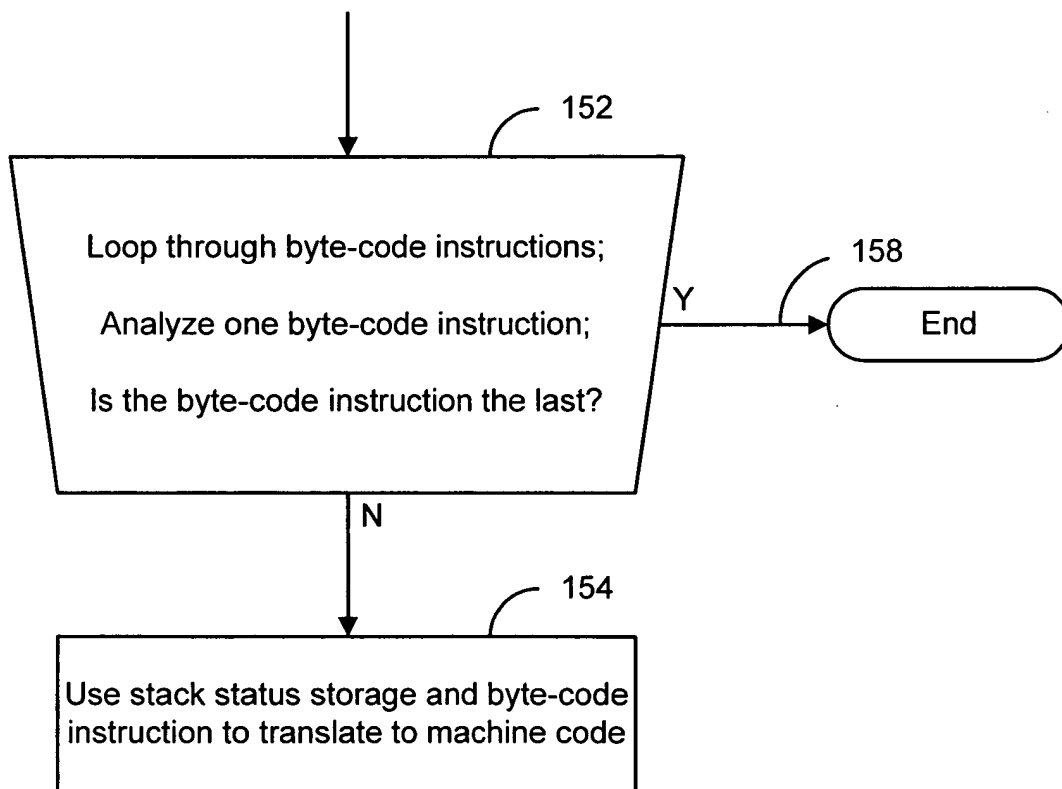 152
Loop through byte-code instructions;
158
Y
Analyze one byte-code instruction;
End
Is the byte-code instruction the last?
N
154
Use stack status storage and byte-code
instruction to translate to machine code